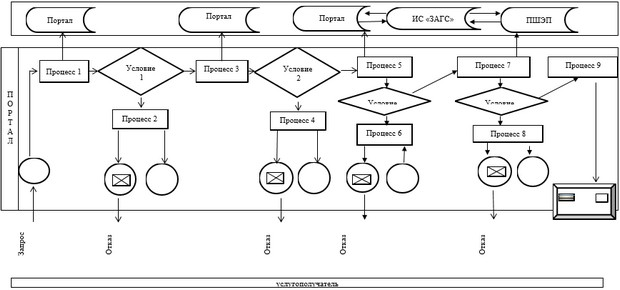 Портал
Портал
Портал
ИС «ЗАГС»
ПШЭП
ПОРТАЛ
Процесс 1
Условие
1
Процесс 3
Условие
2
Процесс 5
Процесс 7
Процесс 9
Условие
Условие
Процесс 2
Процесс 4
Процесс 6
Процесс 8
Запрос
Отказ
Отказ
Отказ
Отказ
услугополучатель